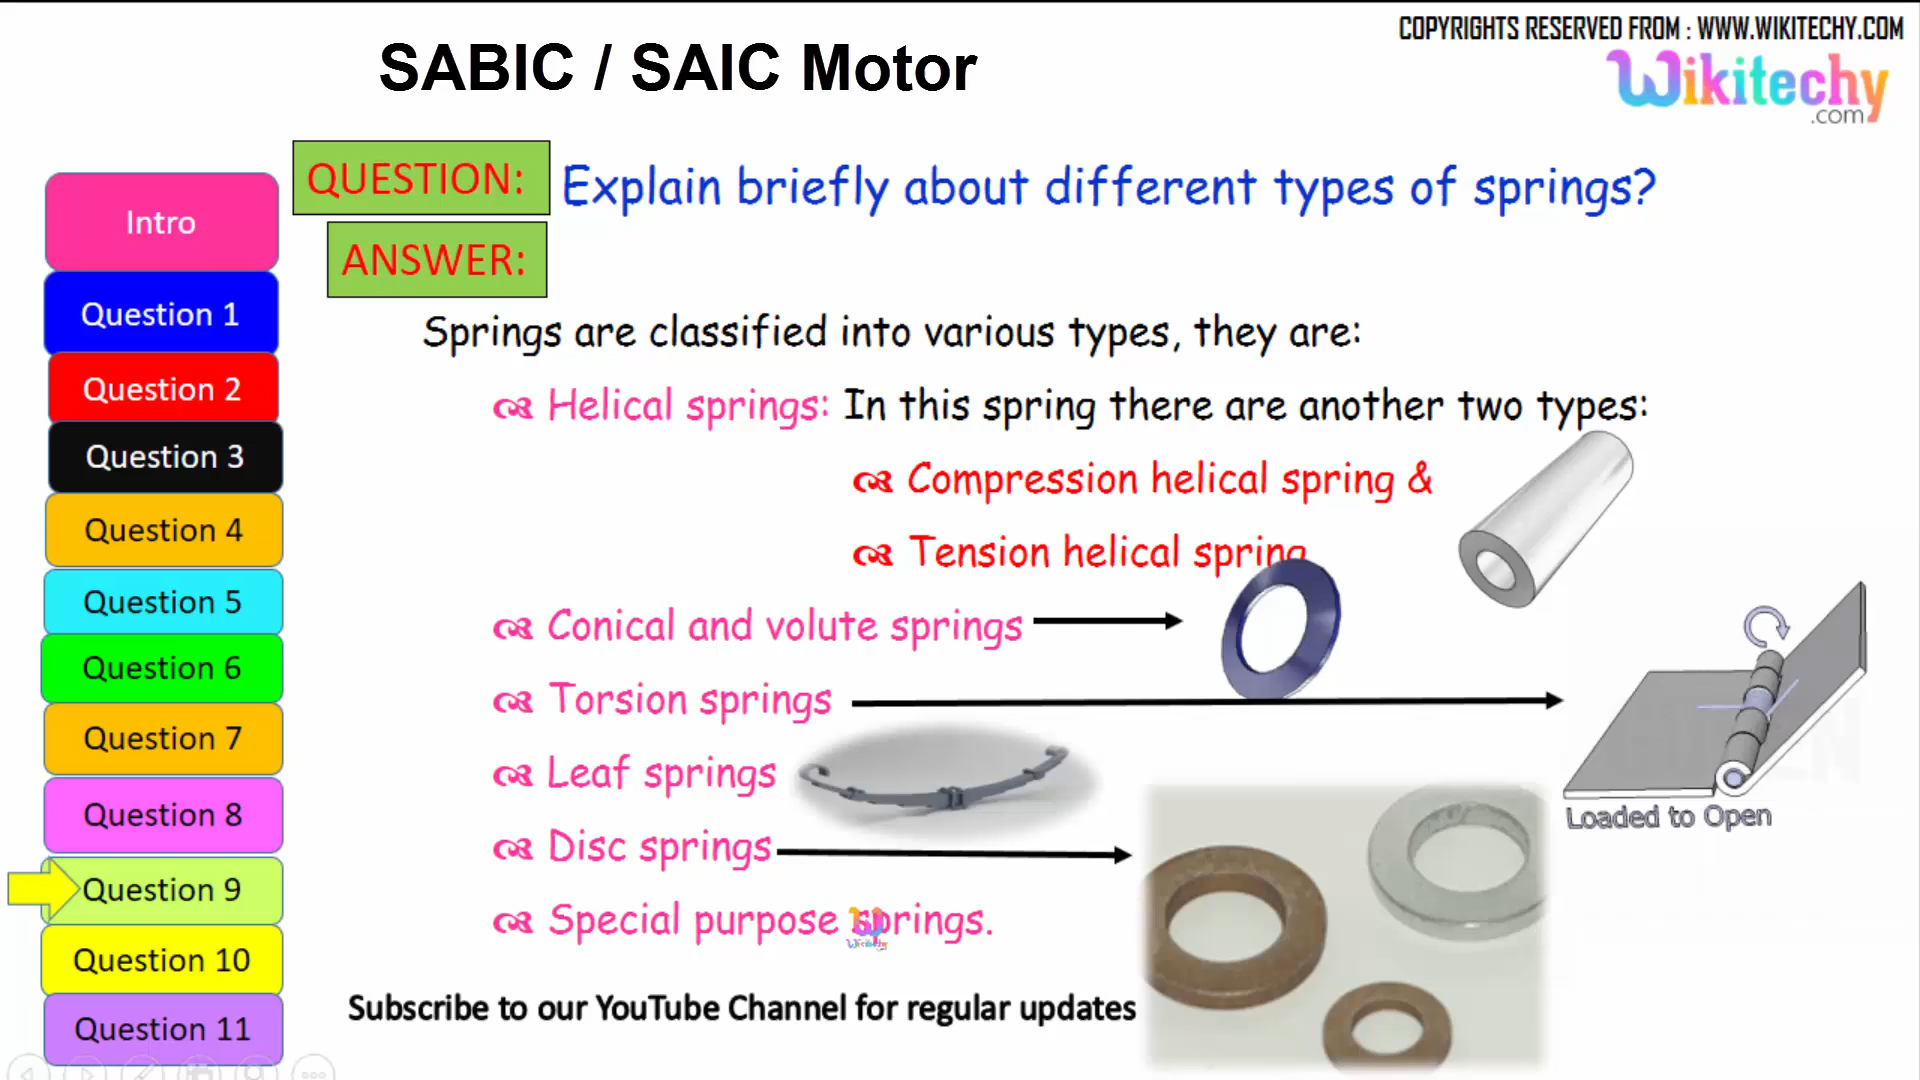 COPYRIGHTS RESERVED FROM : WWW.WIKITECHY.COM
SABIC / SAIC Motor
Wikitechy
.com
QUESTION: Explain briefly about different types of springs?
ANSWER:
Intro
Question 1
Question 2
Question 3
Question 4
Question 5
Question 6
Question 7
Question 8
Question 9
Question 10
Question 11
Springs are classified into various types, they are:
Helical springs: In this spring there are another two types:
Compression helical spring &
Tension helical spring
Conical and volute springs
Torsion springs
Leaf springs
Disc springs
Special purpose springs.
Wikitechy
Loaded to Open
Subscribe to our YouTube Channel for regular updates